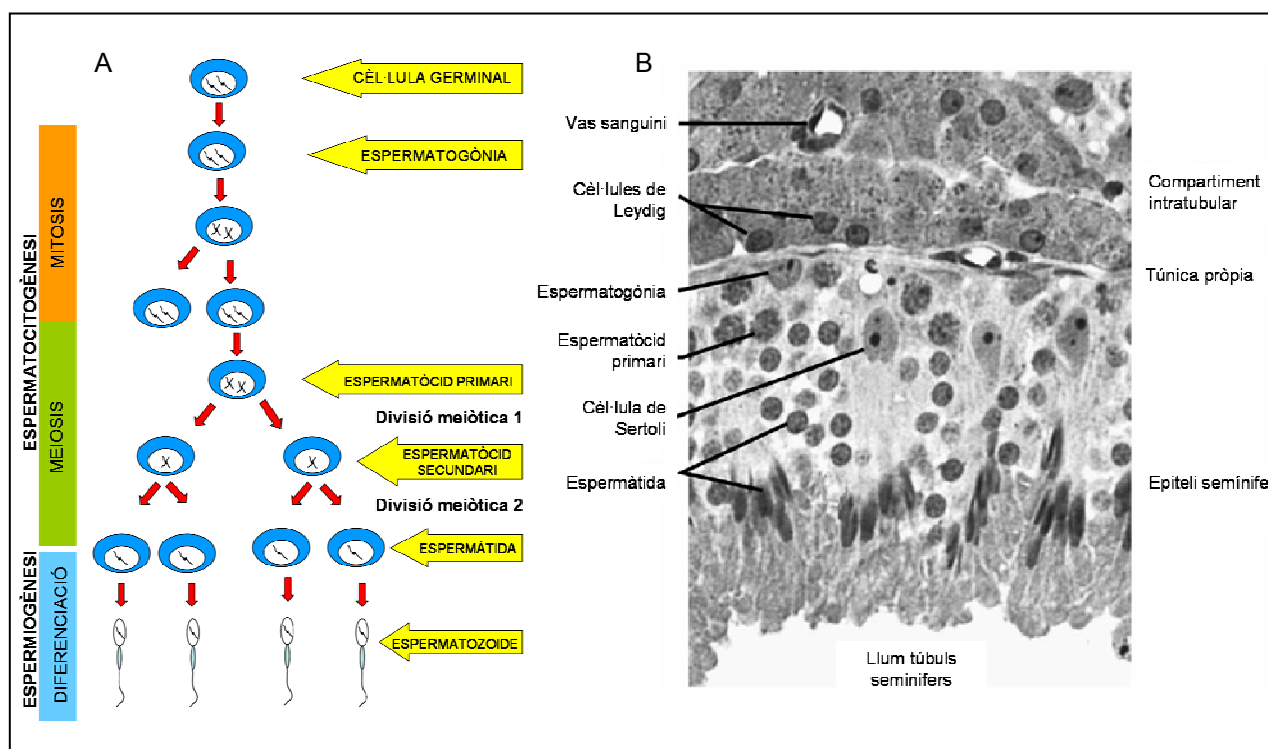 A
CÈL·LULA GERMINAL
ESPERMATOGÒNIA
ESPERMATÒCID PRIMARI
Divisió meiòtica 1
ESPERMATÒCID
SECUNDARI
Divisió meiòtica 2
ESPERMÀTIDA
ESPERMATOZOIDE
ESPERMATOCITOGÈNESI
MITOSIS
MEIOSIS
ESPERMIOGÈNESI
DIFERENCIACIÓ
B
Vas sanguini
Cèl·lules de
Leydig
Espermatogònia
Espermatòcid
primari
Cèl·lula de
Sertoli
Espermàtida
Compartiment
intratubular
Túnica pròpia
Epiteli semínife
Llum túbuls
seminifers